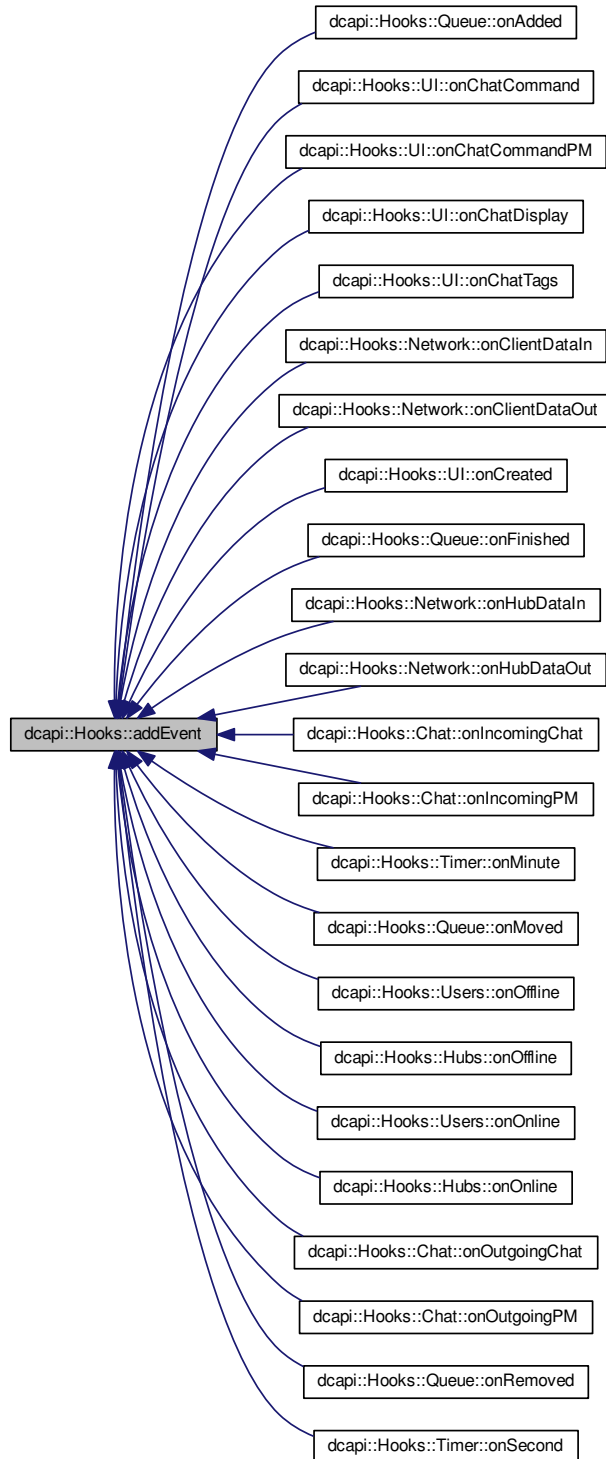 dcapi::Hooks::Queue::onAdded
dcapi::Hooks::UI::onChatCommand
dcapi::Hooks::UI::onChatCommandPM
dcapi::Hooks::UI::onChatDisplay
dcapi::Hooks::UI::onChatTags
dcapi::Hooks::Network::onClientDataIn
dcapi::Hooks::Network::onClientDataOut
dcapi::Hooks::UI::onCreated
dcapi::Hooks::Queue::onFinished
dcapi::Hooks::Network::onHubDataIn
dcapi::Hooks::Network::onHubDataOut
dcapi::Hooks::addEvent
dcapi::Hooks::Chat::onIncomingChat
dcapi::Hooks::Chat::onIncomingPM
dcapi::Hooks::Timer::onMinute
dcapi::Hooks::Queue::onMoved
dcapi::Hooks::Users::onOffline
dcapi::Hooks::Hubs::onOffline
dcapi::Hooks::Users::onOnline
dcapi::Hooks::Hubs::onOnline
dcapi::Hooks::Chat::onOutgoingChat
dcapi::Hooks::Chat::onOutgoingPM
dcapi::Hooks::Queue::onRemoved
dcapi::Hooks::Timer::onSecond